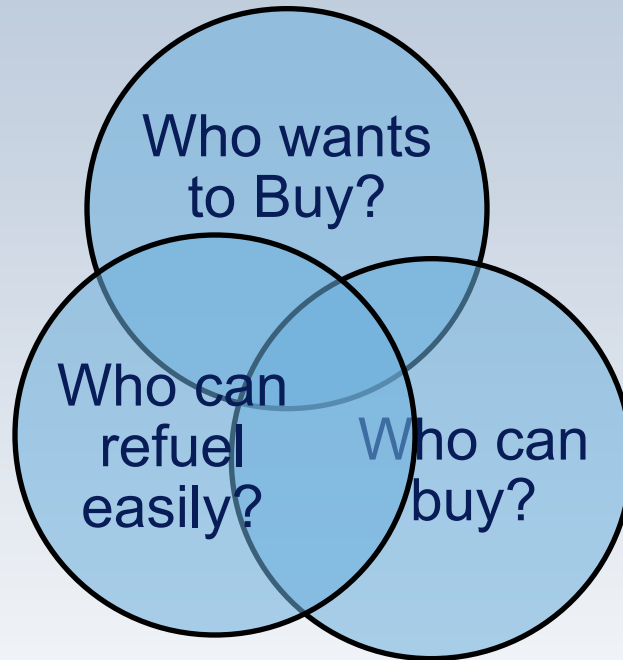 Who wants
to Buy?
Who can
refuel
easily?
Who can
buy?